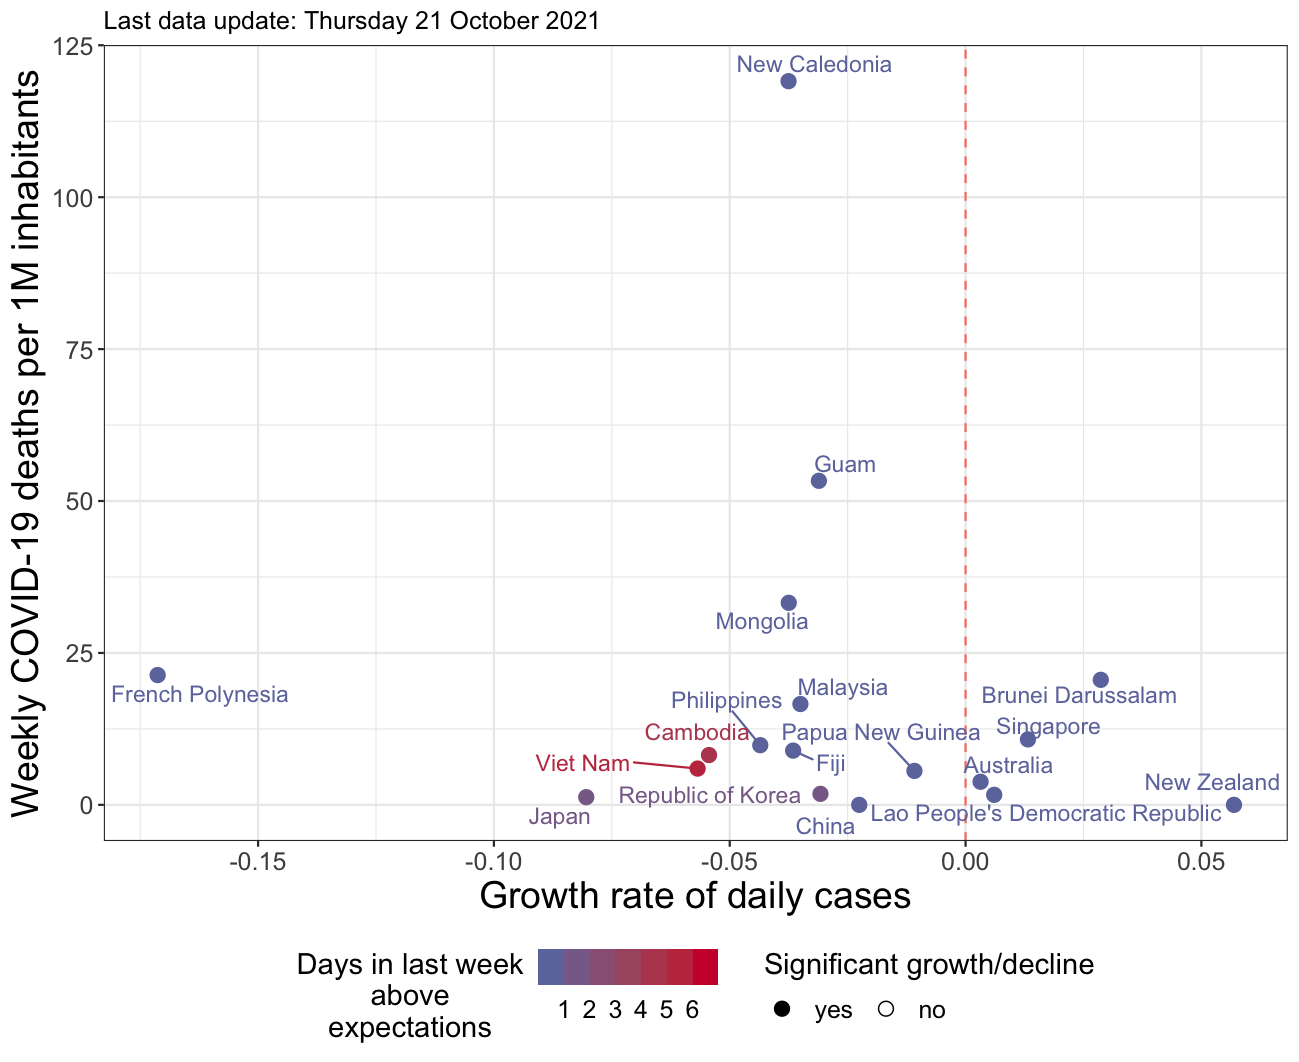 Last data update: Thursday 21 October 2021
Weekly COVID-19 deaths per 1M inhabitants
125
100
75
50
25
0
New Caledonia
Guam
Mongolia
French Polynesia
Malaysia
Philippines
Brunei Darussalam
Singapore
Cambodia
Papua New Guinea
Viet Nam
Fiji
Australia
New Zealand
Republic of Korea
Japan
Lao People's Democratic Republic
China
-0.15 -0.10 -0.05 0.00 0.05
Growth rate of daily cases
Days in last week
above
expectations
1 2 3 4 5 6
Significant growth/decline
yes no